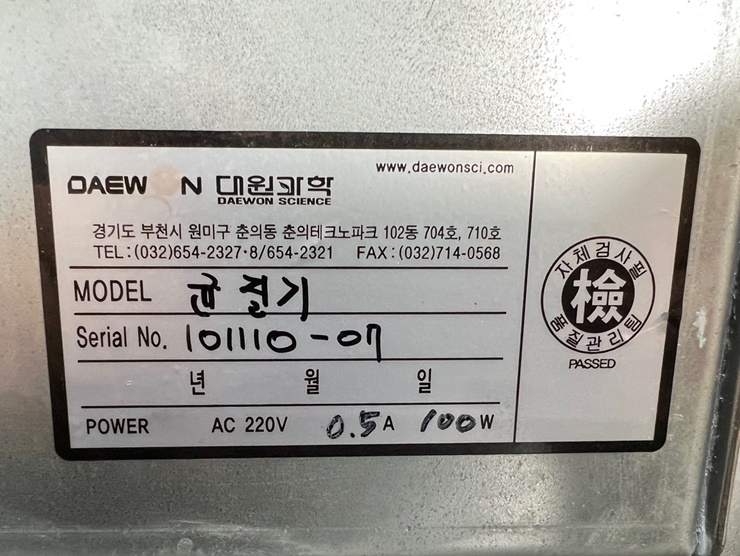 www.daewonsci.com
DAEW N 대원과학
DAEWON SCIENCE
경기도 부천시 원미구 춘의동 춘의테크노파크 102동 704호, 710호
TEL:(032)654-2327·8/654-2321 FAX:(032)714-0568
MODEL 균질기
Serial No. 101110-07
년 월 일
POWER AC 220V 0.5A 100W
자체검사필
檢
품질관리팀
PASSED